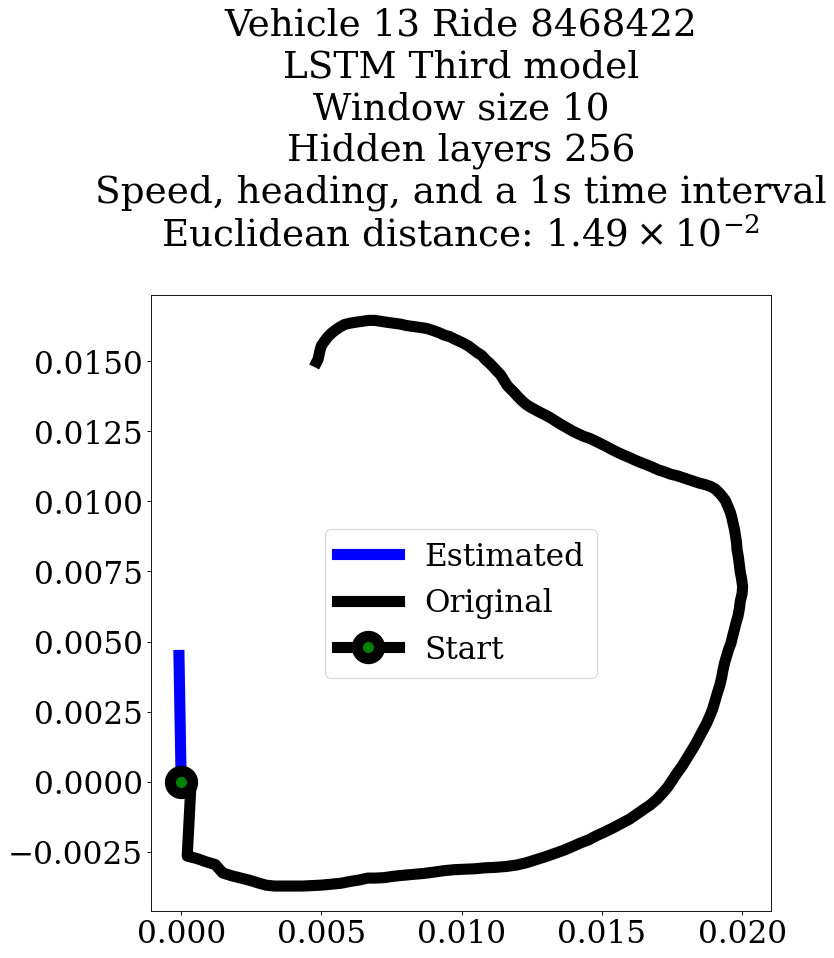 Vehicle 13 Ride 8468422
LSTM Third model
Window size 10
Hidden layers 256
Speed, heading, and a 1s time interval
Euclidean distance: 1.49 × 10⁻²
0.0150
0.0125
0.0100
0.0075
0.0050
0.0025
0.0000
−0.0025
Estimated
Original
Start
0.000 0.005 0.010 0.015 0.020